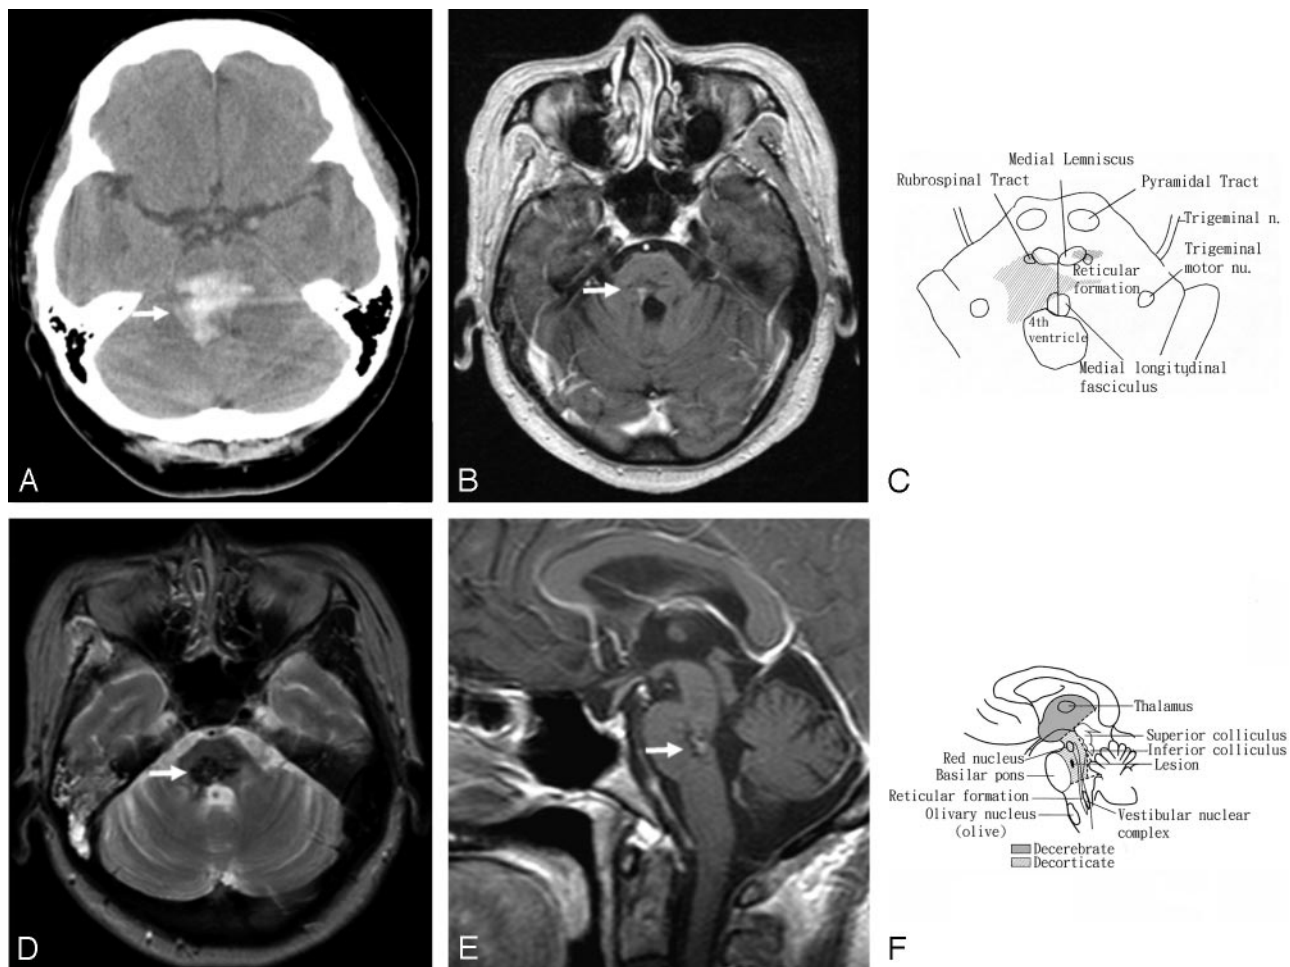 A
B
Medial Lemniscus
Rubrospinal Tract
Pyramidal Tract
Trigeminal n.
Trigeminal
motor nu.
Reticular
formation
4th
ventricle
Medial longitudinal
fasciculus
C
D
E
Thalamus
Superior colliculus
Inferior colliculus
Lesion
Red nucleus
Basilar pons
Reticular formation
Olivary nucleus
(olive)
Vestibular nuclear
complex
Decerebrate
Decorticate
F